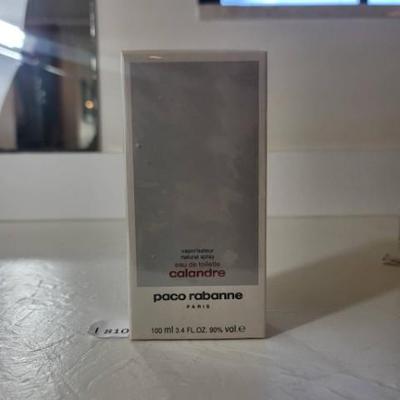 vaporisateur
natural spray
eau de toilette
calandre
paco rabanne
PARIS
100 ml 3.4 FL.OZ. 90% vol.e
810